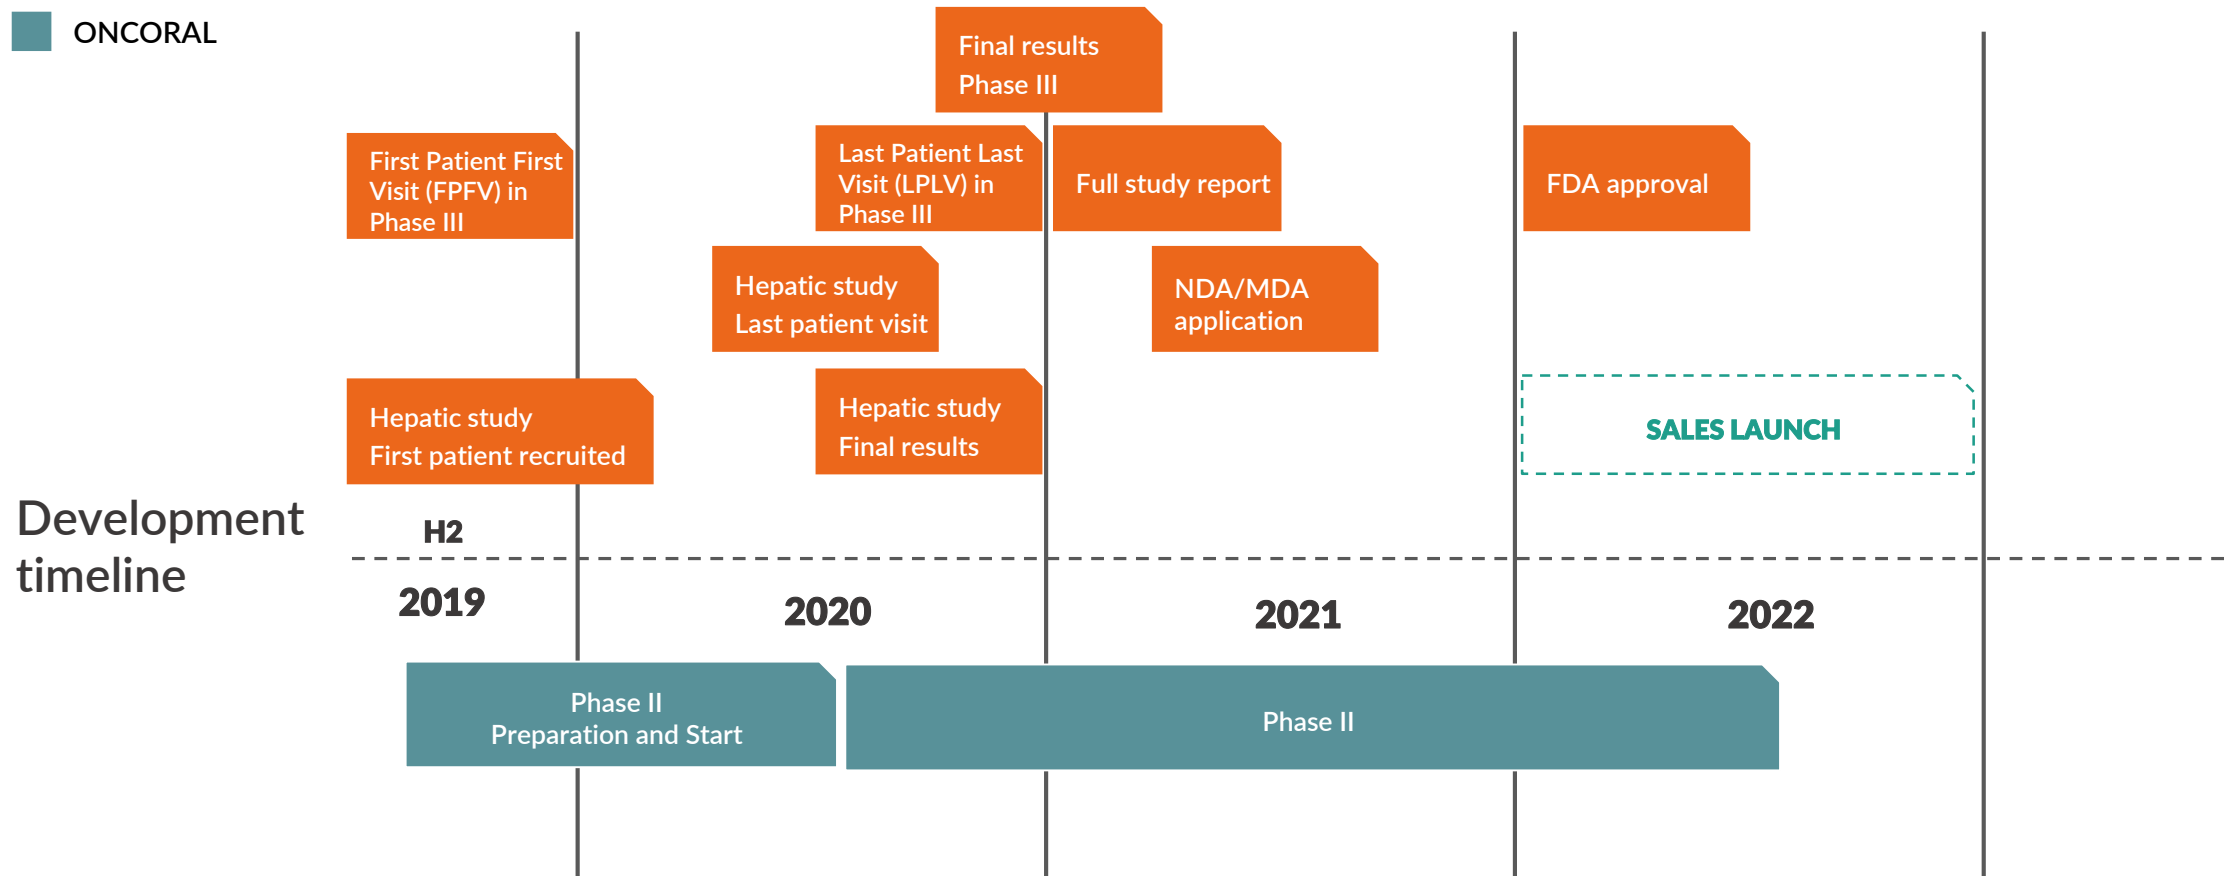 ONCORAL
Final results
Phase III
First Patient First
Visit (FPFV) in
Phase III
Last Patient Last
Visit (LPLV) in
Phase III
Full study report
FDA approval
Hepatic study
Last patient visit
NDA/MDA
application
Hepatic study
First patient recruited
Hepatic study
Final results
SALES LAUNCH
Development
timeline
H2
2019
2020
2021
2022
Phase II
Preparation and Start
Phase II